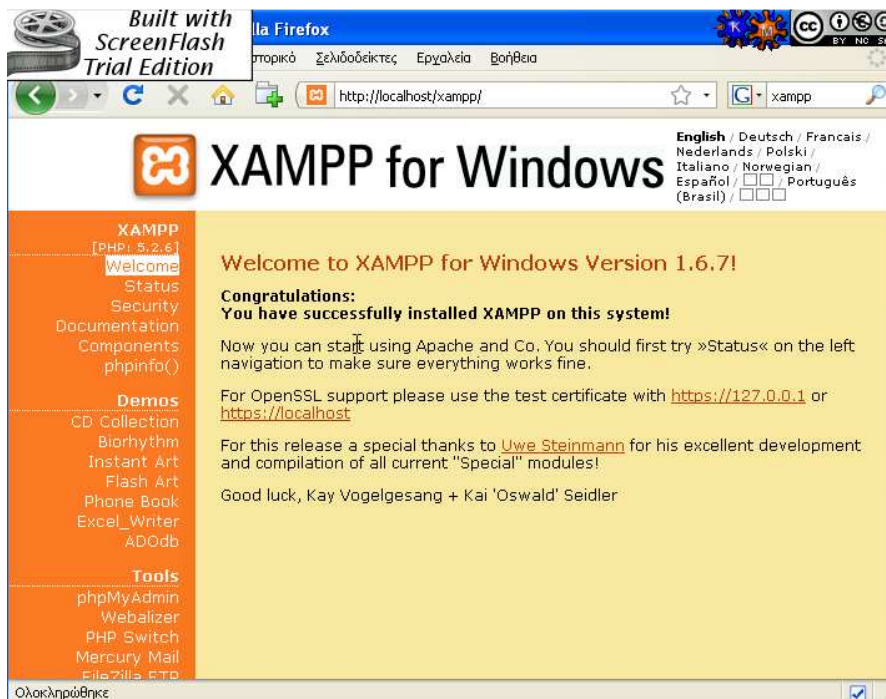 Built with
ScreenFlash
Trial Edition
lla Firefox
BY NC
τορικό Σελιδοδείκτες Εργαλεία Βοήθεια
http://localhost/xampp/
G
xampp
XAMPP for Windows
English / Deutsch / Francais /
Nederlands / Polski /
Italiano / Norwegian /
Español / □□ / Português
(Brasil) / □□□
XAMPP
[PHP: 5.2.6]
Welcome
Status
Security
Documentation
Components
phpinfo()
Demos
CD Collection
Biorhythm
Instant Art
Flash Art
Phone Book
Excel_Writer
ADOdb
Tools
phpMyAdmin
Webalizer
PHP Switch
Mercury Mail
FileZilla FTP
Welcome to XAMPP for Windows Version 1.6.7!
Congratulations:
You have successfully installed XAMPP on this system!
Now you can start using Apache and Co. You should first try »Status« on the left
navigation to make sure everything works fine.
For OpenSSL support please use the test certificate with https://127.0.0.1 or
https://localhost
For this release a special thanks to Uwe Steinmann for his excellent development
and compilation of all current "Special" modules!
Good luck, Kay Vogelgesang + Kai 'Oswald' Seidler
Ολοκληρώθηκε